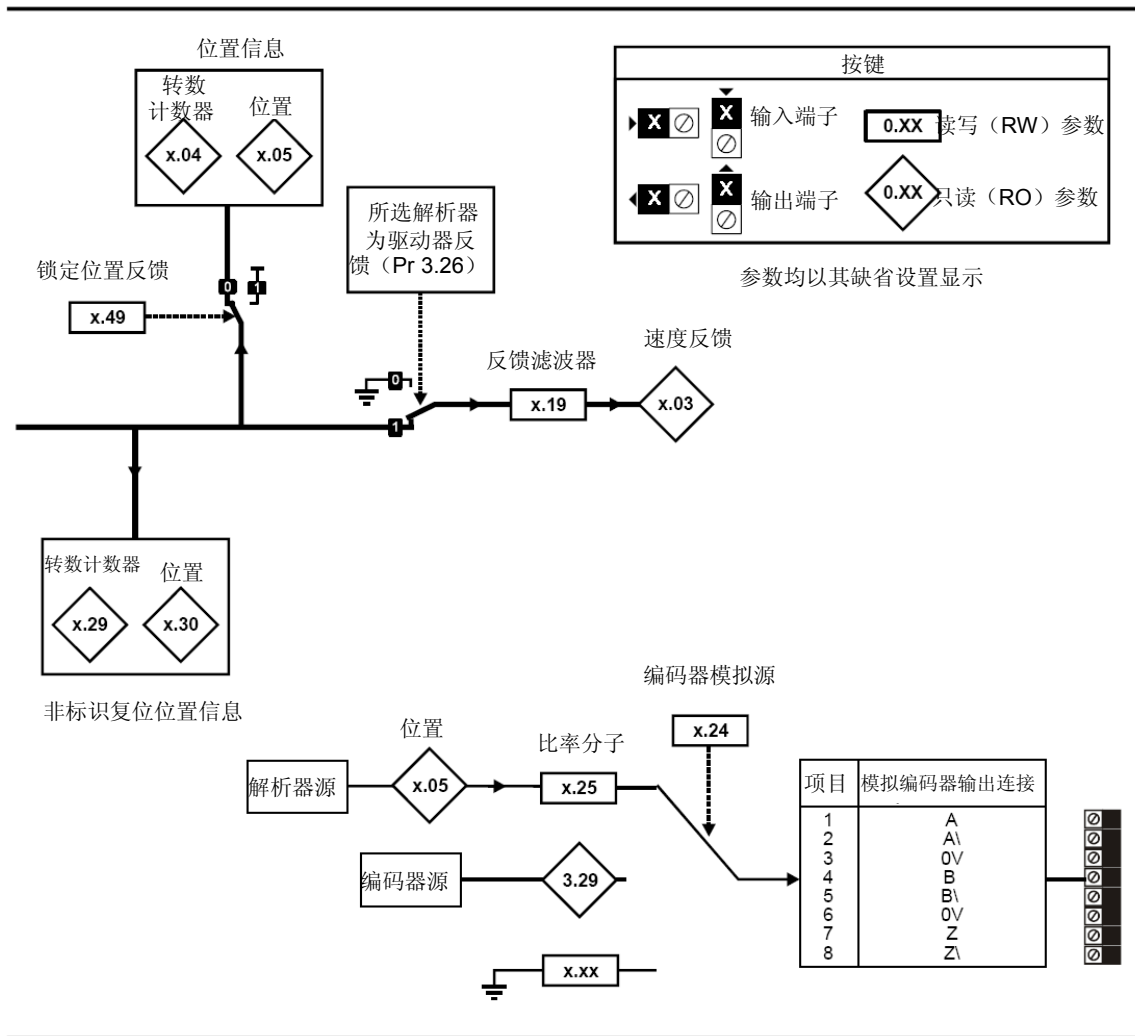 位置信息
转数
计数器
位置
x.04
x.05
按键
X
X
输入端子
0.XX
读写（RW）参数
X
X
输出端子
0.XX
只读（RO）参数
参数均以其缺省设置显示
所选解析器
为驱动器反
馈（Pr 3.26）
锁定位置反馈
0
1
x.49
速度反馈
反馈滤波器
0
1
x.19
x.03
转数计数器
位置
x.29
x.30
非标识复位位置信息
编码器模拟源
x.24
位置
比率分子
解析器源
x.05
x.25
编码器源
3.29
x.xx
项目 模拟编码器输出连接
1 A
2 A\
3 0V
4 B
5 B\
6 0V
7 Z
8 Z\